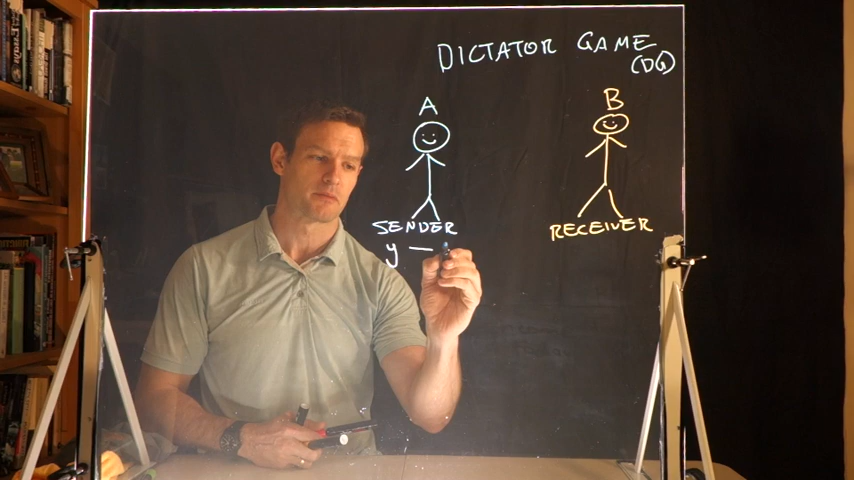 DICTATOR GAME
(DG)
A
B
SENDER
RECEIVER
y —